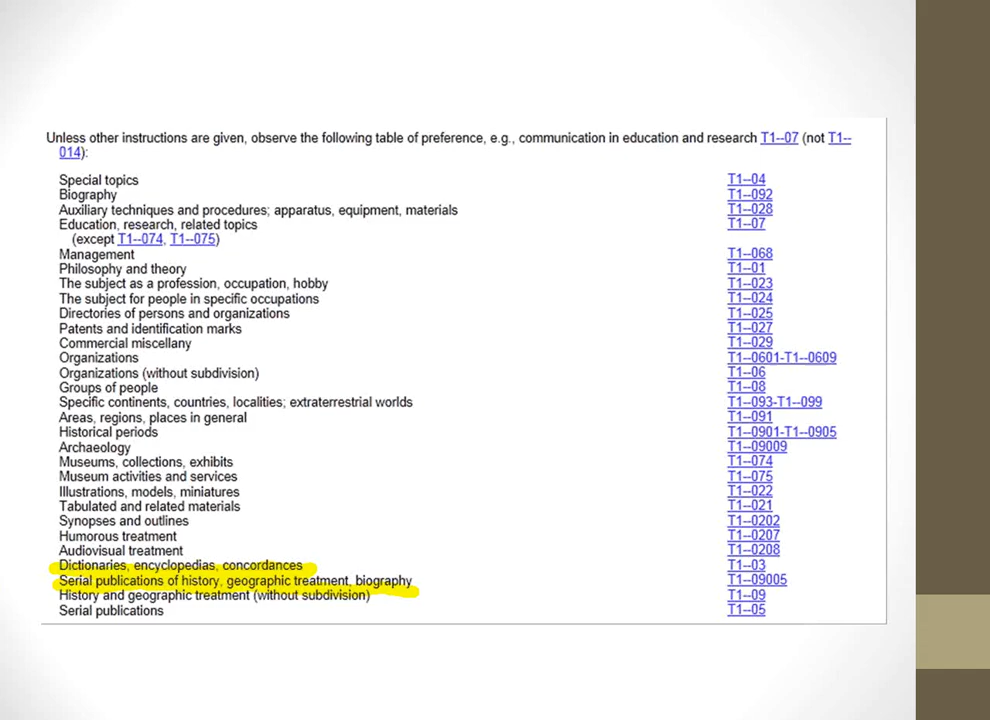 Unless other instructions are given, observe the following table of preference, e.g., communication in education and research T1--07 (not T1--
014):
Special topics T1--04
Biography T1--092
Auxiliary techniques and procedures; apparatus, equipment, materials T1--028
Education, research, related topics T1--07
(except T1--074, T1--075)
Management T1--068
Philosophy and theory T1--01
The subject as a profession, occupation, hobby T1--023
The subject for people in specific occupations T1--024
Directories of persons and organizations T1--025
Patents and identification marks T1--027
Commercial miscellany T1--029
Organizations T1--0601-T1--0609
Organizations (without subdivision) T1--06
Groups of people T1--08
Specific continents, countries, localities; extraterrestrial worlds T1--093-T1--099
Areas, regions, places in general T1--091
Historical periods T1--0901-T1--0905
Archaeology T1--09009
Museums, collections, exhibits T1--074
Museum activities and services T1--075
Illustrations, models, miniatures T1--022
Tabulated and related materials T1--021
Synopses and outlines T1--0202
Humorous treatment T1--0207
Audiovisual treatment T1--0208
Dictionaries, encyclopedias, concordances T1--03
Serial publications of history, geographic treatment, biography T1--09005
History and geographic treatment (without subdivision) T1--09
Serial publications T1--05